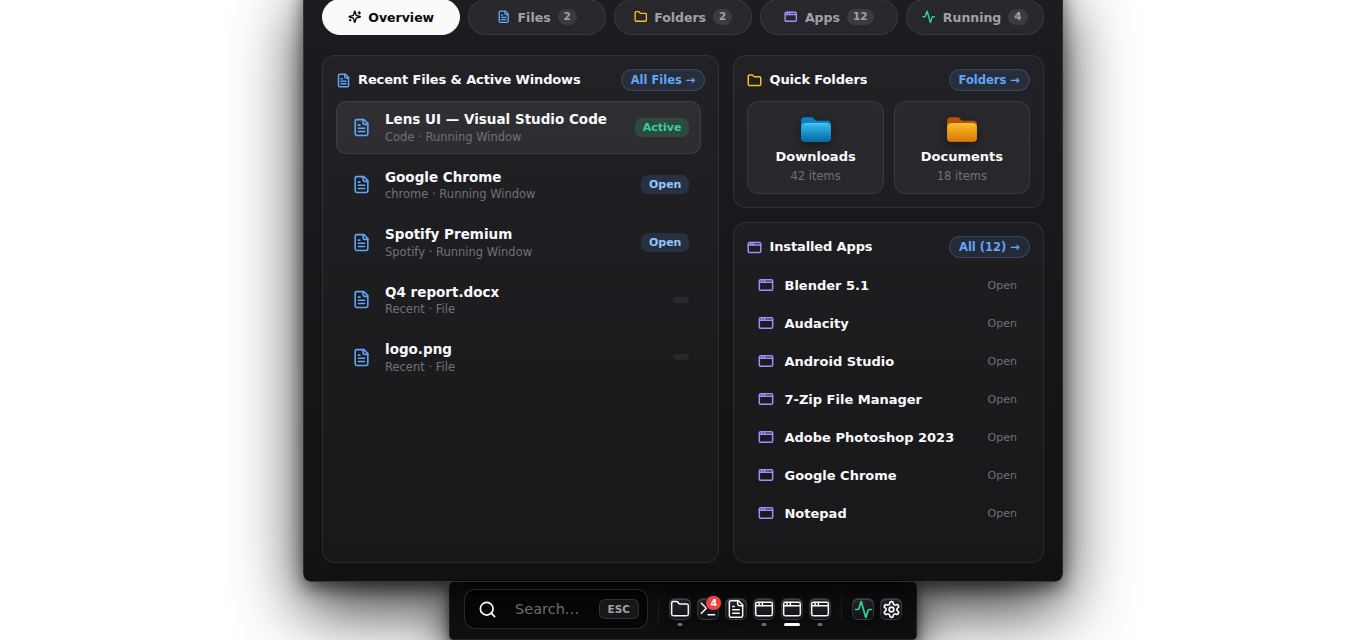 Overview
Files 2
Folders 2
Apps 12
Running 4
Recent Files & Active Windows
All Files →
Lens UI — Visual Studio Code
Code · Running Window
Active
Google Chrome
chrome · Running Window
Open
Spotify Premium
Spotify · Running Window
Open
Q4 report.docx
Recent · File
logo.png
Recent · File
Quick Folders
Folders →
Downloads
42 items
Documents
18 items
Installed Apps
All (12) →
Blender 5.1 Open
Audacity Open
Android Studio Open
7-Zip File Manager Open
Adobe Photoshop 2023 Open
Google Chrome Open
Notepad Open
Search... ESC
4